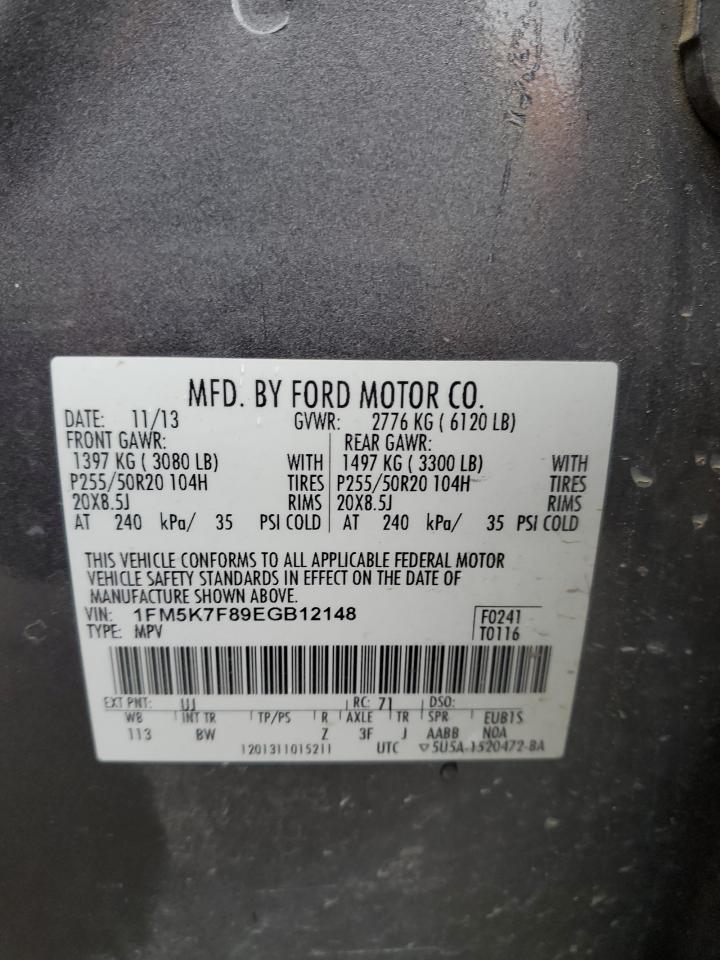 MFD. BY FORD MOTOR CO.
DATE: 11/13 GVWR: 2776 KG ( 6120 LB)
FRONT GAWR: REAR GAWR:
1397 KG ( 3080 LB) WITH 1497 KG ( 3300 LB) WITH
P255/50R20 104H TIRES P255/50R20 104H TIRES
20X8.5J RIMS 20X8.5J RIMS
AT 240 kPa/ 35 PSI COLD AT 240 kPa/ 35 PSI COLD
THIS VEHICLE CONFORMS TO ALL APPLICABLE FEDERAL MOTOR
VEHICLE SAFETY STANDARDS IN EFFECT ON THE DATE OF
MANUFACTURE SHOWN ABOVE.
VIN: 1FM5K7F89EGB12148 F0241
TYPE: MPV T0116
EXT PNT: UJ RC: 71 DSO:
WB INT TR TP/PS R AXLE TR SPR EUB1S
113 BW Z 3F J AABB N0A
1201311015211 UTC ▽5U5A-1520472-BA